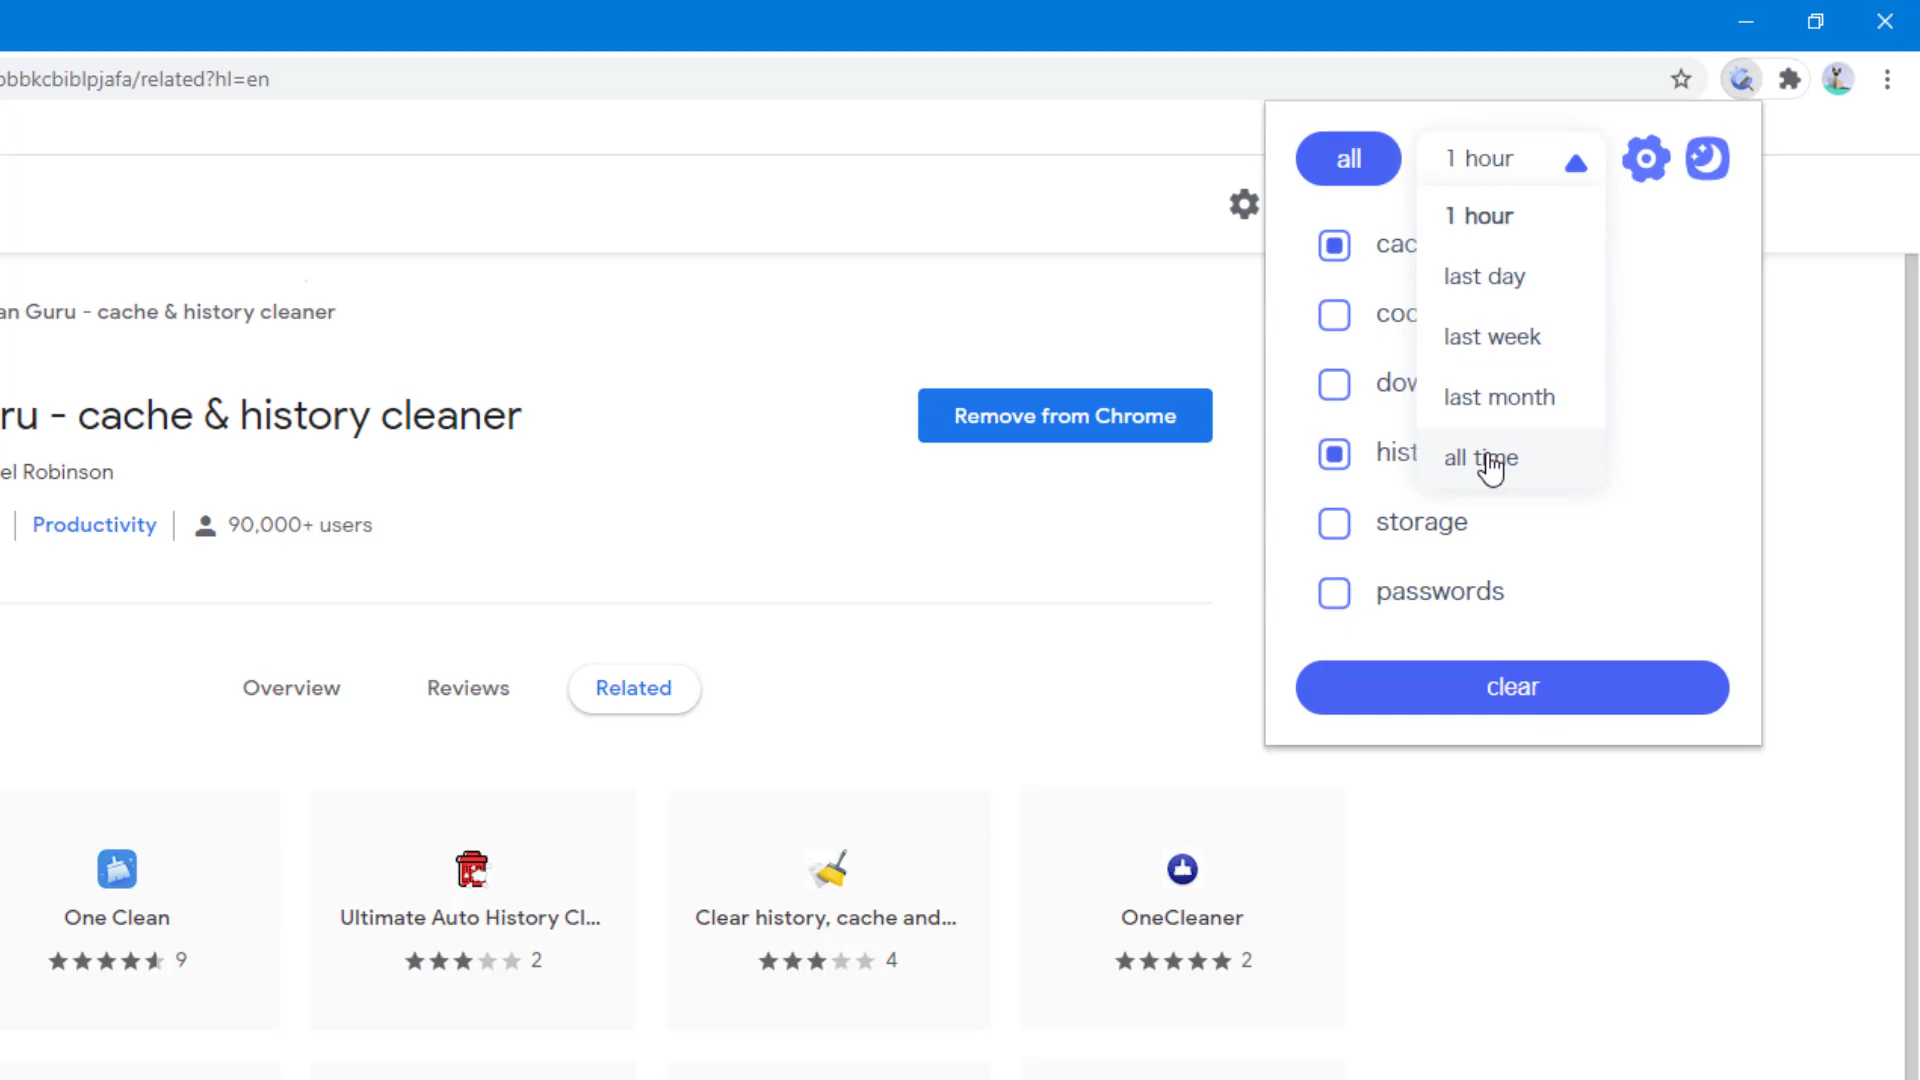 bbbkcbiblpjafa/related?hl=en
all
1 hour
1 hour
last day
last week
last month
all time
cac
coo
dow
hist
storage
passwords
clear
an Guru - cache & history cleaner
ru - cache & history cleaner
Remove from Chrome
el Robinson
Productivity
90,000+ users
Overview
Reviews
Related
One Clean
9
Ultimate Auto History Cl...
2
Clear history, cache and...
4
OneCleaner
2